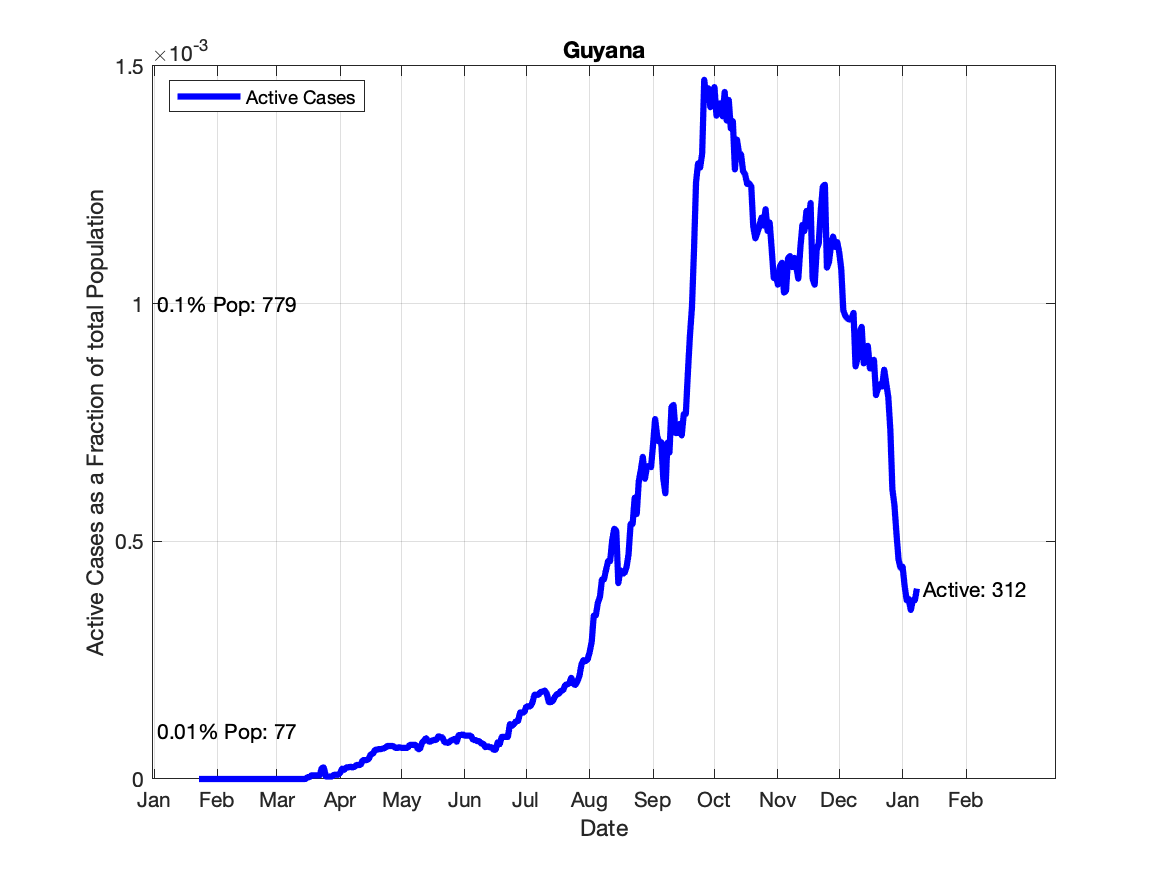 Guyana
×10-3
1.5
1
0.5
0
Active Cases
0.1% Pop: 779
0.01% Pop: 77
Active: 312
Active Cases as a Fraction of total Population
Jan Feb Mar Apr May Jun Jul Aug Sep Oct Nov Dec Jan Feb
Date